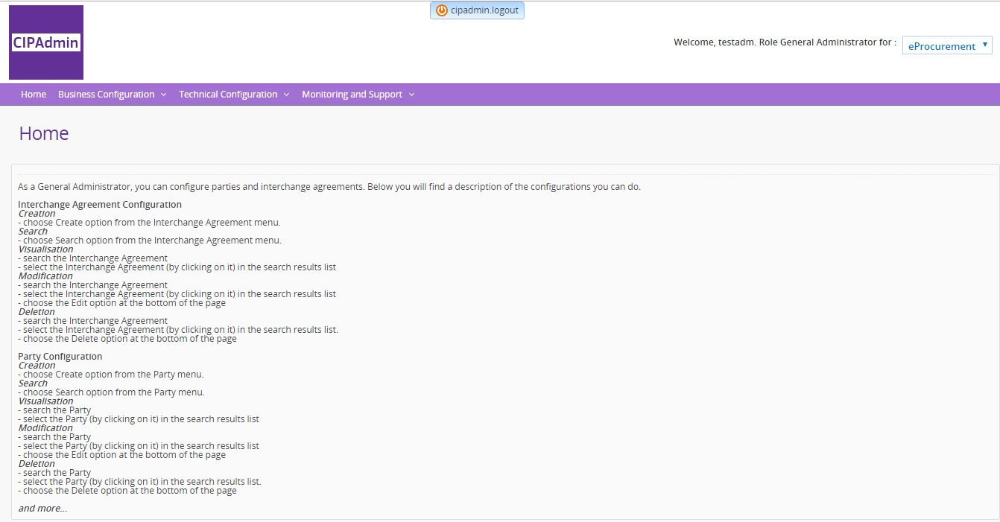 cipadmin.logout
CIPAdmin
Welcome, testadm. Role General Administrator for :
eProcurement
Home Business Configuration Technical Configuration Monitoring and Support
Home
As a General Administrator, you can configure parties and interchange agreements. Below you will find a description of the configurations you can do.
Interchange Agreement Configuration
Creation
- choose Create option from the Interchange Agreement menu.
Search
- choose Search option from the Interchange Agreement menu.
Visualisation
- search the Interchange Agreement
- select the Interchange Agreement (by clicking on it) in the search results list
Modification
- search the Interchange Agreement
- select the Interchange Agreement (by clicking on it) in the search results list
- choose the Edit option at the bottom of the page
Deletion
- search the Interchange Agreement
- select the Interchange Agreement (by clicking on it) in the search results list.
- choose the Delete option at the bottom of the page
Party Configuration
Creation
- choose Create option from the Party menu.
Search
- choose Search option from the Party menu.
Visualisation
- search the Party
- select the Party (by clicking on it) in the search results list
Modification
- search the Party
- select the Party (by clicking on it) in the search results list
- choose the Edit option at the bottom of the page
Deletion
- search the Party
- select the Party (by clicking on it) in the search results list.
- choose the Delete option at the bottom of the page
and more...